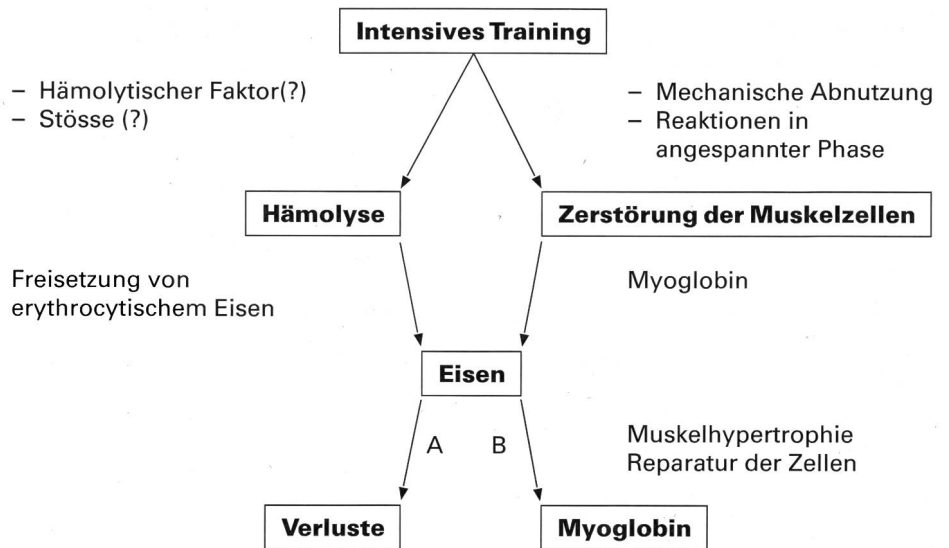 Intensives Training
– Hämolytischer Faktor(?)
– Stösse (?)
– Mechanische Abnutzung
– Reaktionen in
angespannter Phase
Hämolyse
Zerstörung der Muskelzellen
Freisetzung von
erythrocytischem Eisen
Myoglobin
Eisen
A
B
Muskelhypertrophie
Reparatur der Zellen
Verluste
Myoglobin